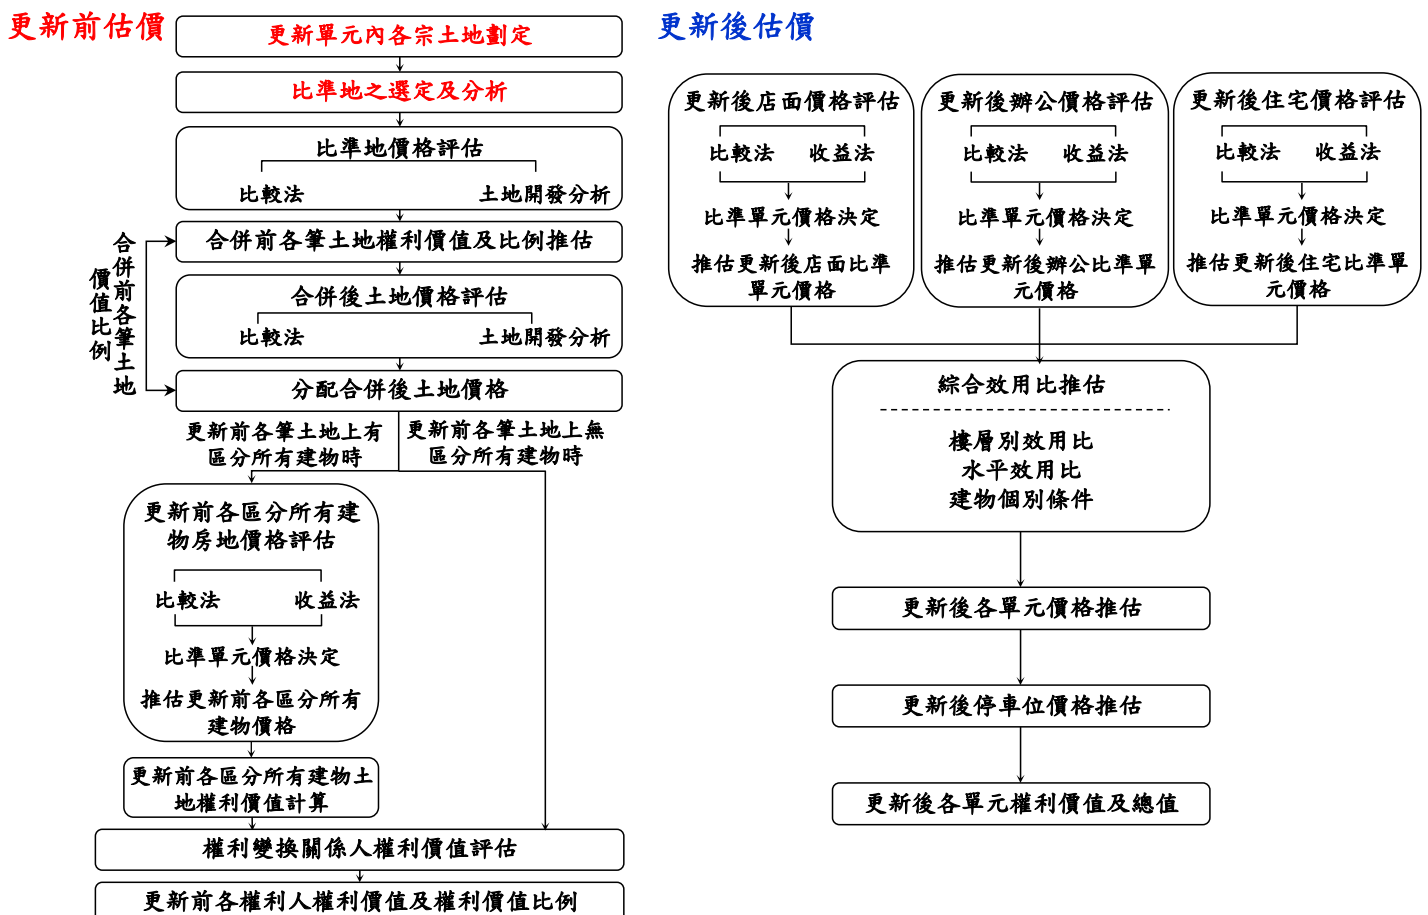 更新前估價
更新單元內各宗土地劃定
比準地之選定及分析
比準地價格評估
比較法
土地開發分析
合併前各筆土地權利價值及比例推估
合併前各筆土地
價值比例
合併後土地價格評估
比較法
土地開發分析
分配合併後土地價格
更新前各筆土地上有
區分所有建物時
更新前各筆土地上無
區分所有建物時
更新前各區分所有建
物房地價格評估
比較法
收益法
比準單元價格決定
推估更新前各區分所有
建物價格
更新前各區分所有建物土
地權利價值計算
權利變換關係人權利價值評估
更新前各權利人權利價值及權利價值比例
更新後估價
更新後店面價格評估
比較法
收益法
比準單元價格決定
推估更新後店面比準
單元價格
更新後辦公價格評估
比較法
收益法
比準單元價格決定
推估更新後辦公比準單
元價格
更新後住宅價格評估
比較法
收益法
比準單元價格決定
推估更新後住宅比準單
元價格
綜合效用比推估
樓層別效用比
水平效用比
建物個別條件
更新後各單元價格推估
更新後停車位價格推估
更新後各單元權利價值及總值